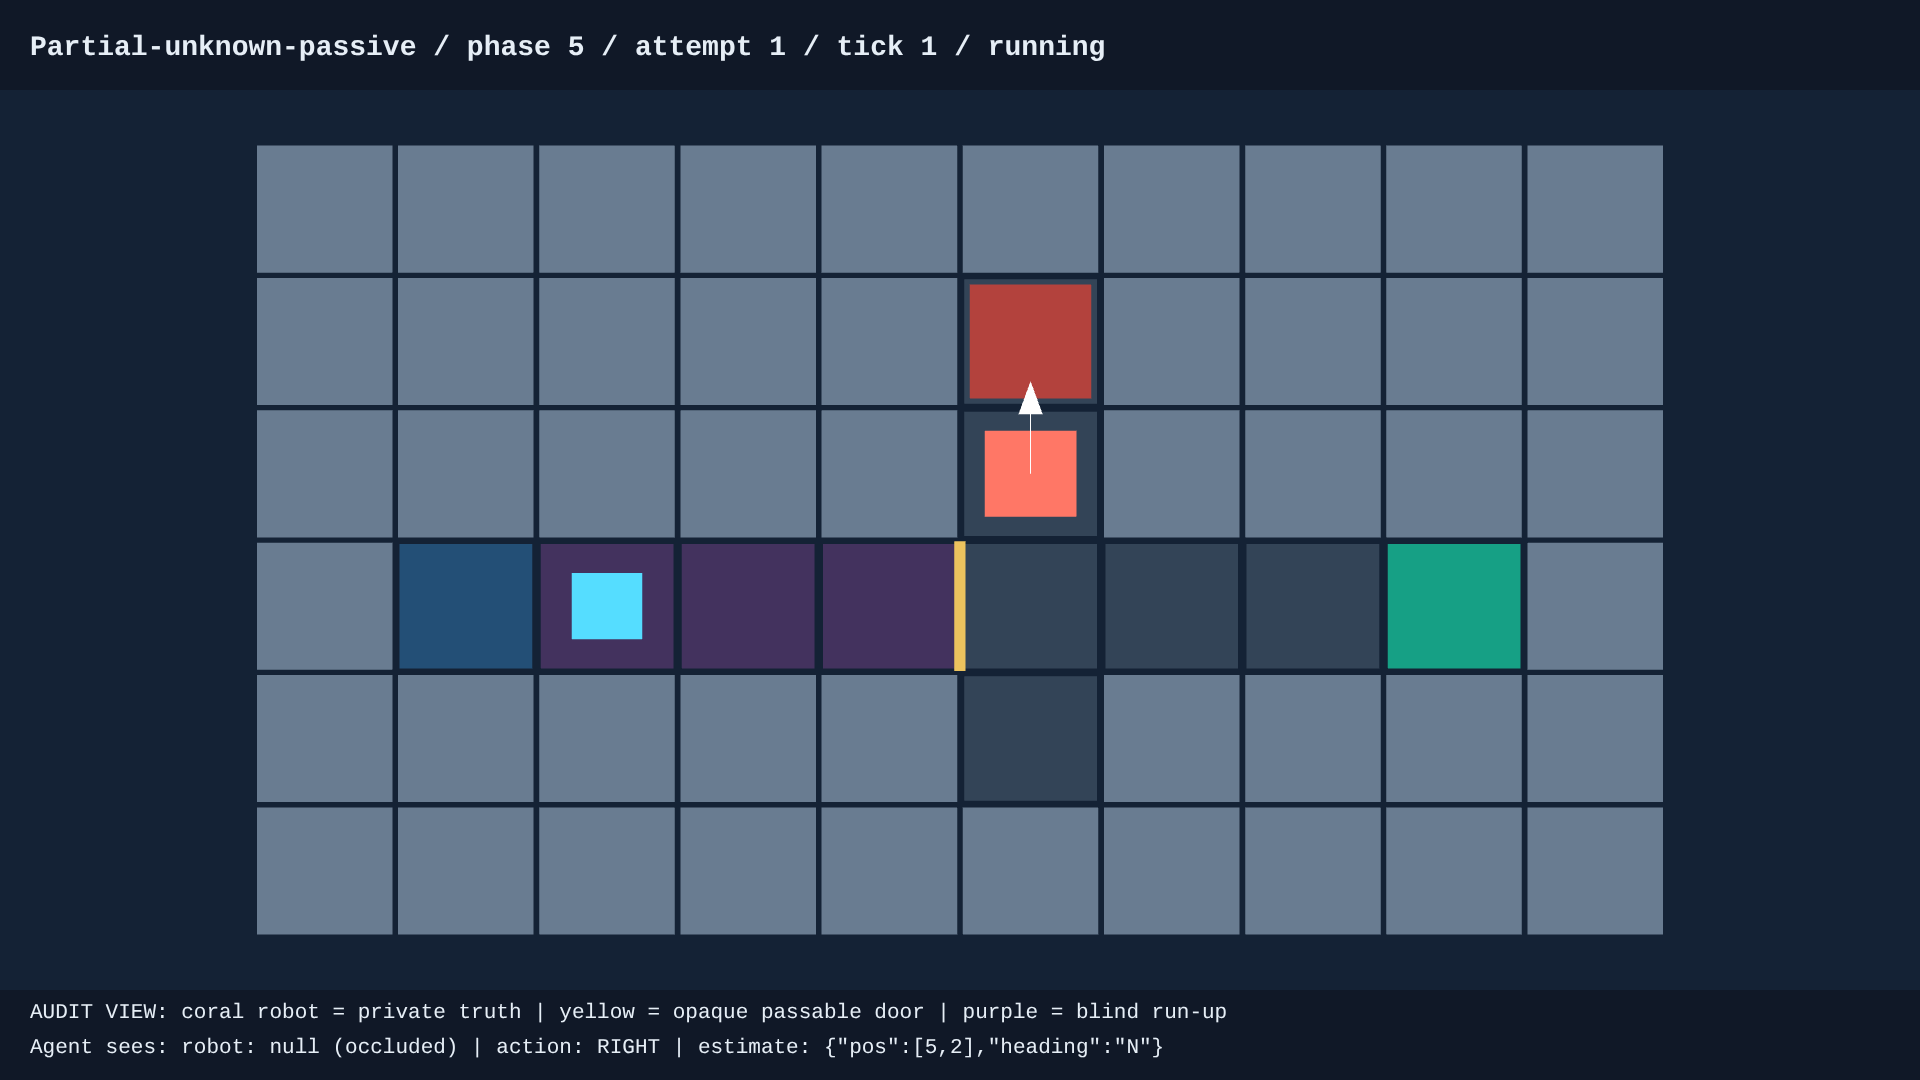 Partial-unknown-passive / phase 5 / attempt 1 / tick 1 / running
AUDIT VIEW: coral robot = private truth | yellow = opaque passable door | purple = blind run-up
Agent sees: robot: null (occluded) | action: RIGHT | estimate: {"pos":[5,2],"heading":"N"}